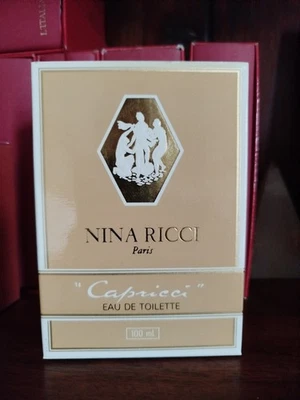 NINA RICCI
Paris
"Capricci"
EAU DE TOILETTE
100 ml